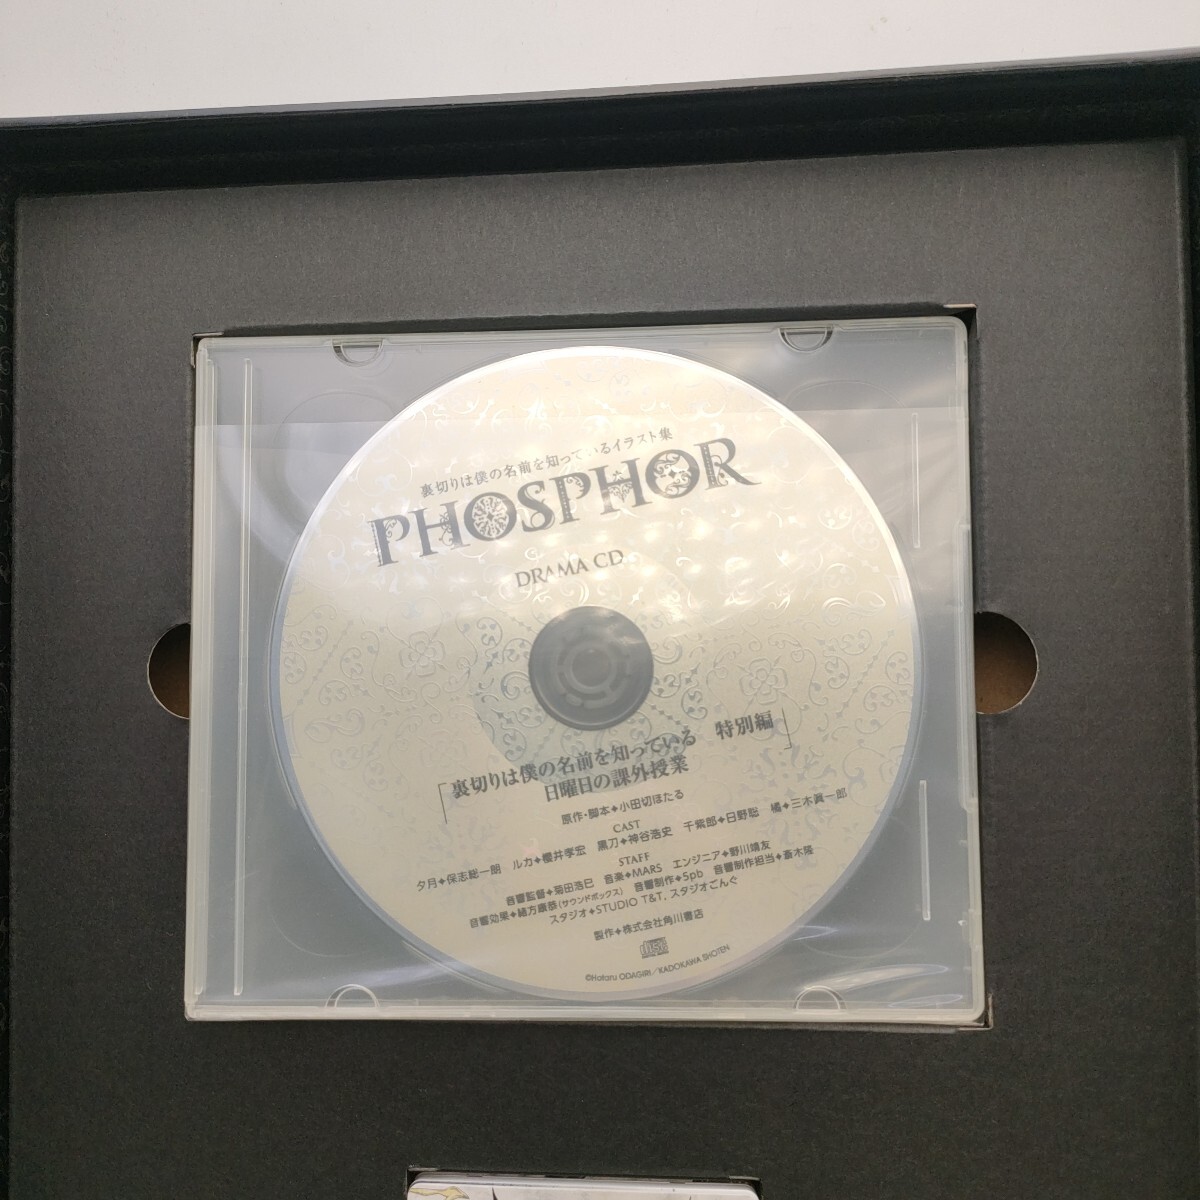 裏切りは僕の名前を知っているイラスト集
PHOSPHOR
DRAMA CD
「裏切りは僕の名前を知っている 特別編
日曜日の課外授業」
原作・脚本◆小田切ほたる
CAST
夕月◆保志総一朗 ルカ◆櫻井孝宏 黒刀◆神谷浩史 千紫郎◆日野聡 橘◆三木眞一郎
STAFF
音響監督◆菊田浩巳 音楽◆MARS エンジニア◆野川靖友
音響効果◆緒方康恭(サウンドボックス) 音響制作◆5pb 音響制作担当◆斎木隆
スタジオ◆STUDIO T&T, スタジオごんぐ
製作◆株式会社角川書店
©Hotaru ODAGIRI/KADOKAWA SHOTEN